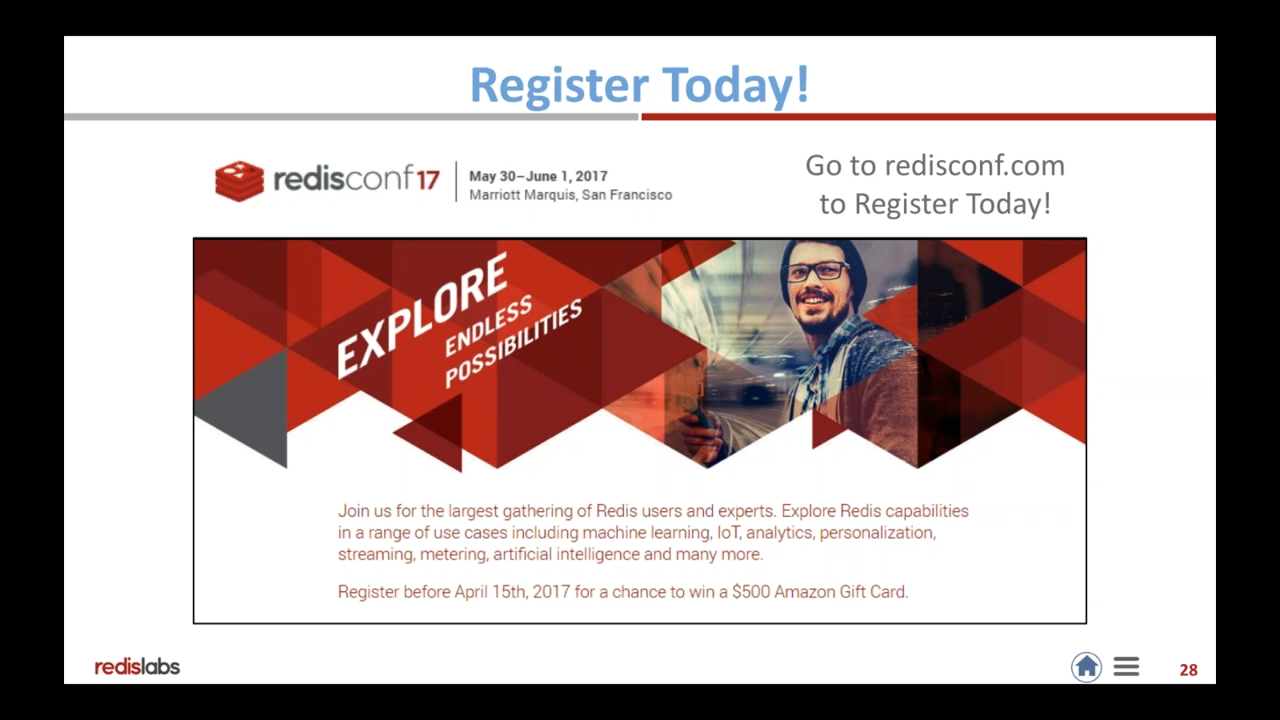 Register Today!
redisconf17
May 30–June 1, 2017
Marriott Marquis, San Francisco
Go to redisconf.com
to Register Today!
EXPLORE
ENDLESS
POSSIBILITIES
Join us for the largest gathering of Redis users and experts. Explore Redis capabilities
in a range of use cases including machine learning, IoT, analytics, personalization,
streaming, metering, artificial intelligence and many more.
Register before April 15th, 2017 for a chance to win a $500 Amazon Gift Card.
redislabs
28